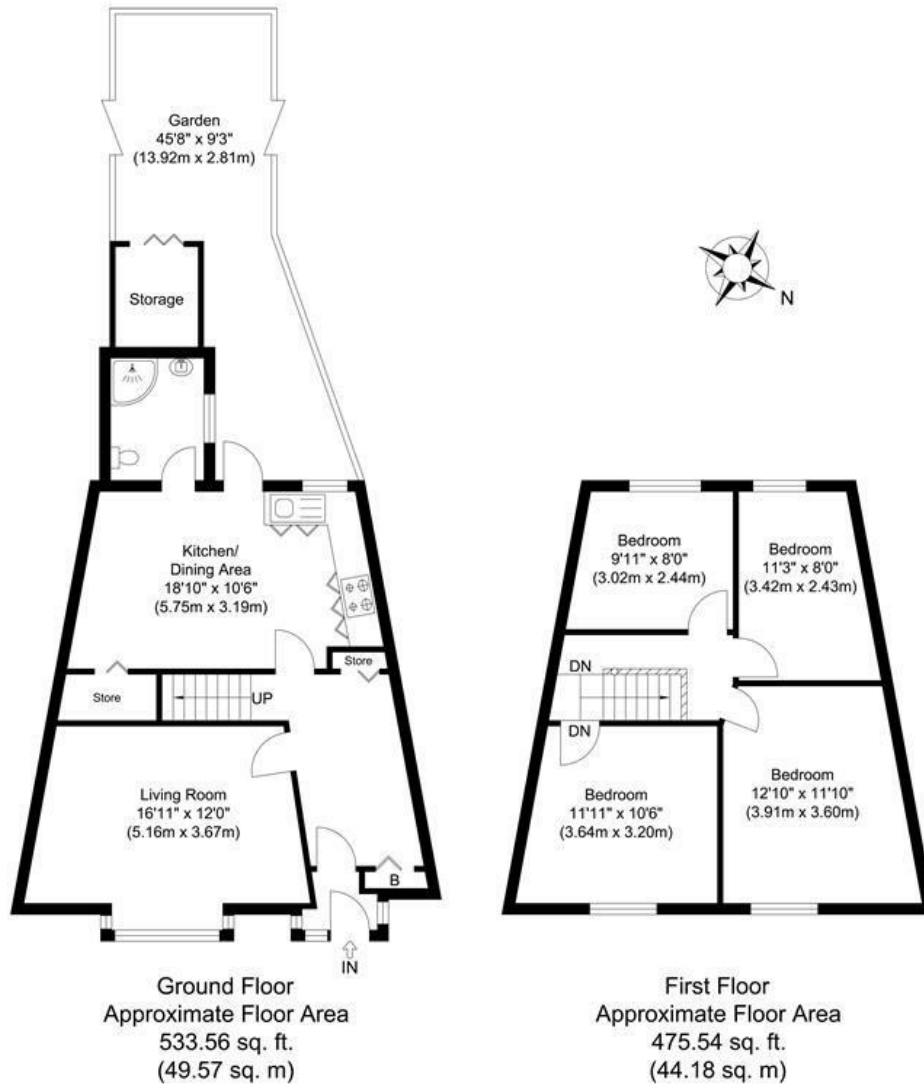 Garden
45'8" x 9'3"
(13.92m x 2.81m)
Storage
N
Kitchen/
Dining Area
18'10" x 10'6"
(5.75m x 3.19m)
Store
Store
UP
Living Room
16'11" x 12'0"
(5.16m x 3.67m)
B
IN
Ground Floor
Approximate Floor Area
533.56 sq. ft.
(49.57 sq. m)
Bedroom
9'11" x 8'0"
(3.02m x 2.44m)
Bedroom
11'3" x 8'0"
(3.42m x 2.43m)
DN
DN
Bedroom
11'11" x 10'6"
(3.64m x 3.20m)
Bedroom
12'10" x 11'10"
(3.91m x 3.60m)
First Floor
Approximate Floor Area
475.54 sq. ft.
(44.18 sq. m)